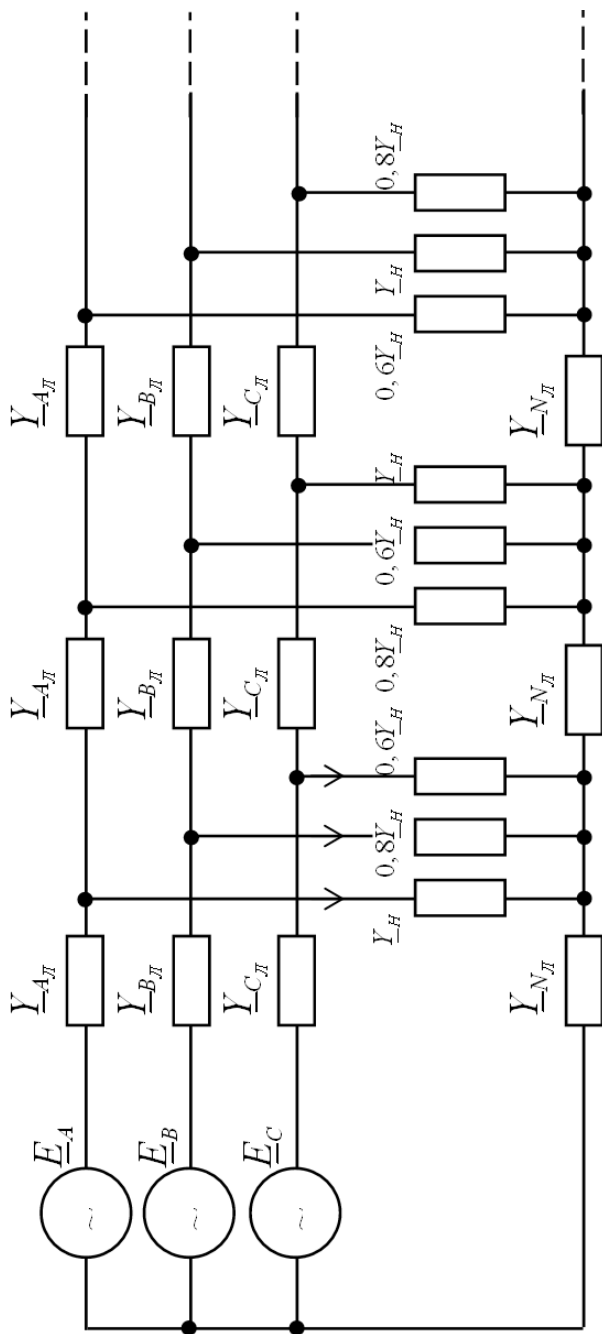 E_A
Y_AЛ
Y_AЛ
Y_AЛ
~
E_B
Y_BЛ
Y_BЛ
Y_BЛ
~
E_C
Y_CЛ
Y_CЛ
Y_CЛ
~
Y_H
0,8Y_H
0,6Y_H
0,8Y_H
0,6Y_H
Y_H
0,6Y_H
Y_H
0,8Y_H
Y_NЛ
Y_NЛ
Y_NЛ